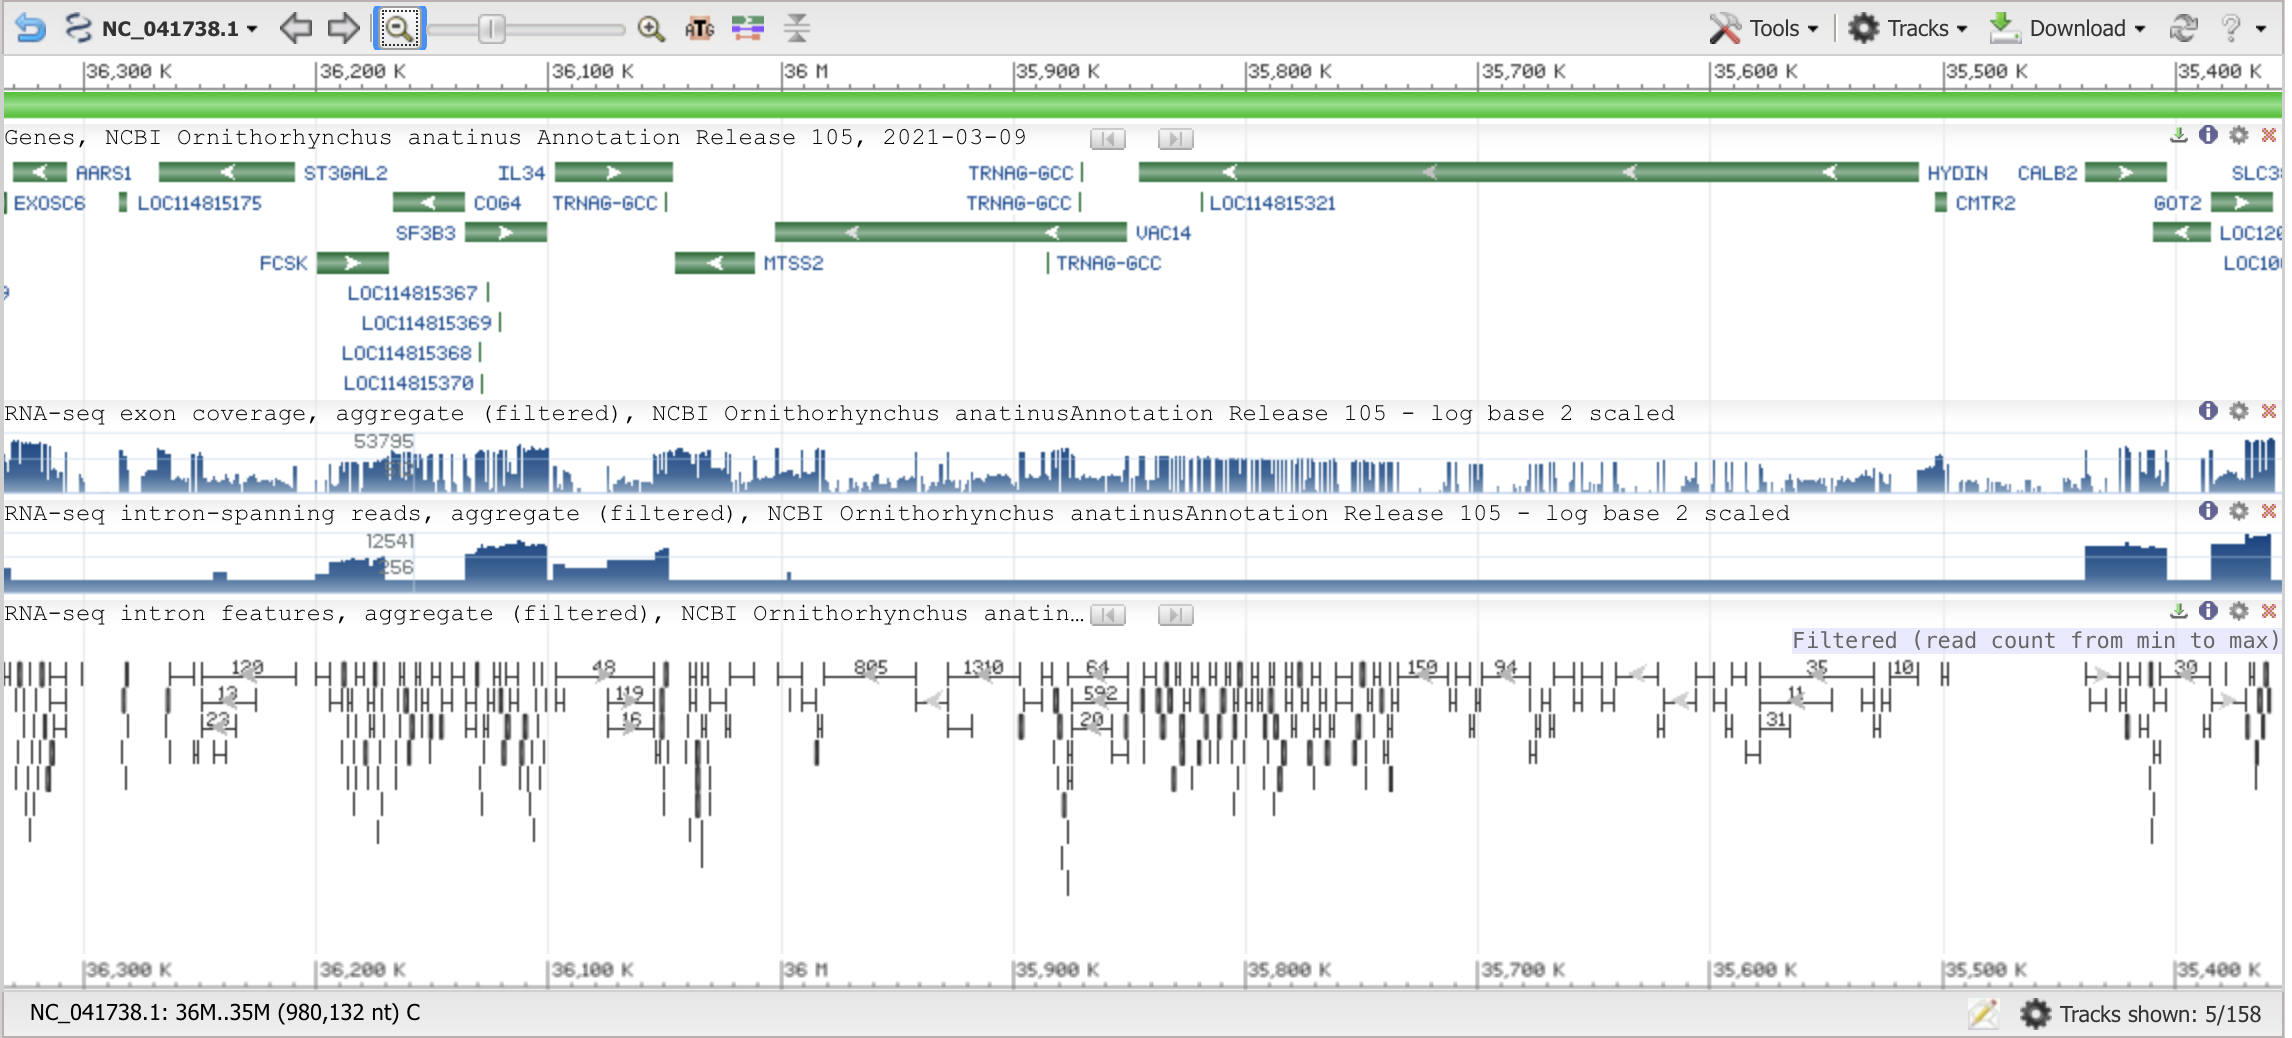 NC_041738.1 Tools Tracks Download
36,300 K 36,200 K 36,100 K 36 M 35,900 K 35,800 K 35,700 K 35,600 K 35,500 K 35,400 K
Genes, NCBI Ornithorhynchus anatinus Annotation Release 105, 2021-03-09
AARS1 ST3GAL2 IL34 TRNAG-GCC HYDIN CALB2 SLC3
EXOSC6 LOC114815175 COG4 TRNAG-GCC TRNAG-GCC LOC114815321 CMTR2 GOT2
SF3B3 VAC14 LOC120
FCSK MTSS2 TRNAG-GCC LOC10
LOC114815367
LOC114815369
LOC114815368
LOC114815370
RNA-seq exon coverage, aggregate (filtered), NCBI Ornithorhynchus anatinusAnnotation Release 105 - log base 2 scaled
53795
RNA-seq intron-spanning reads, aggregate (filtered), NCBI Ornithorhynchus anatinusAnnotation Release 105 - log base 2 scaled
12541
256
RNA-seq intron features, aggregate (filtered), NCBI Ornithorhynchus anatin…
Filtered (read count from min to max)
120 48 805 1310 64 159 94 35 10 39
13 119 592 11
23 16 20 31
36,300 K 36,200 K 36,100 K 36 M 35,900 K 35,800 K 35,700 K 35,600 K 35,500 K 35,400 K
NC_041738.1: 36M..35M (980,132 nt) C Tracks shown: 5/158